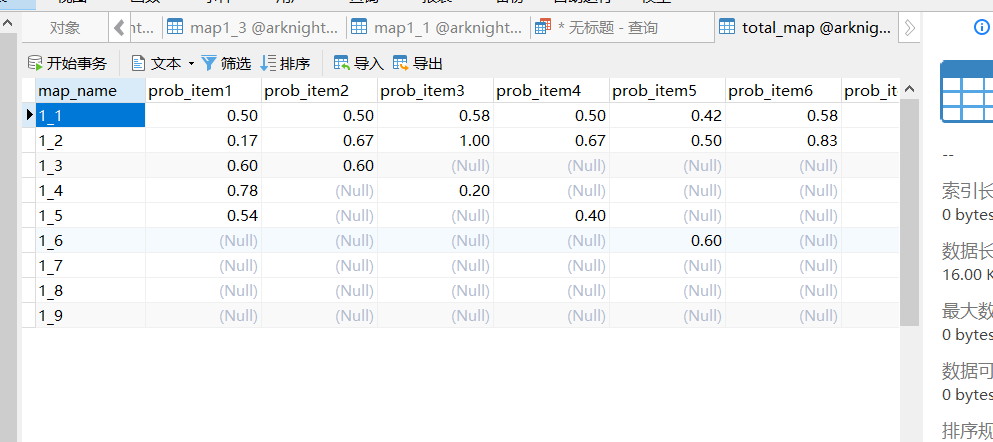 对象 nt... map1_3 @arknight... map1_1 @arknight... * 无标题 - 查询 total_map @arknig...
开始事务 文本 筛选 排序 导入 导出
map_name prob_item1 prob_item2 prob_item3 prob_item4 prob_item5 prob_item6 prob_it
1_1 0.50 0.50 0.58 0.50 0.42 0.58
1_2 0.17 0.67 1.00 0.67 0.50 0.83
1_3 0.60 0.60 (Null) (Null) (Null) (Null)
1_4 0.78 (Null) 0.20 (Null) (Null) (Null)
1_5 0.54 (Null) (Null) 0.40 (Null) (Null)
1_6 (Null) (Null) (Null) (Null) 0.60 (Null)
1_7 (Null) (Null) (Null) (Null) (Null) (Null)
1_8 (Null) (Null) (Null) (Null) (Null) (Null)
1_9 (Null) (Null) (Null) (Null) (Null) (Null)
--
索引长
0 bytes
数据长
16.00 K
最大数
0 bytes
数据可
0 bytes
排序规